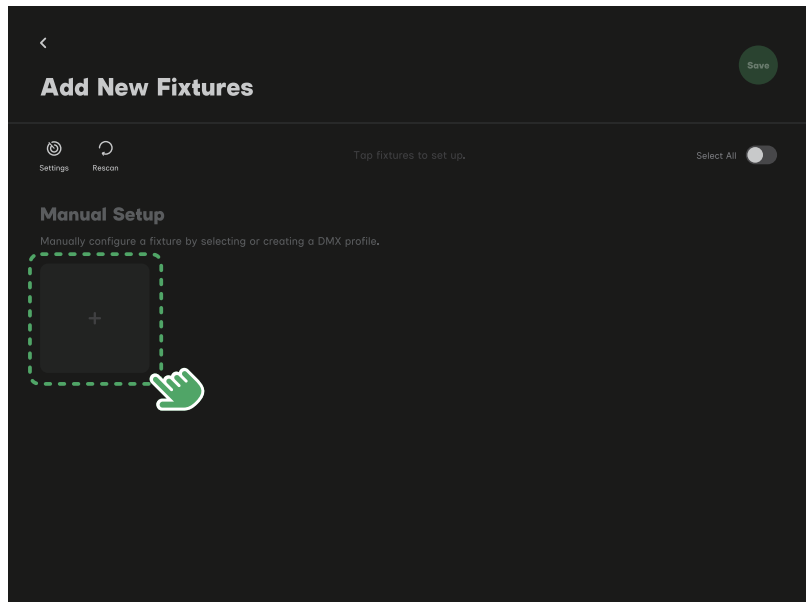 Save
Add New Fixtures
Settings
Rescan
Tap fixtures to set up.
Select All
Manual Setup
Manually configure a fixture by selecting or creating a DMX profile.
+